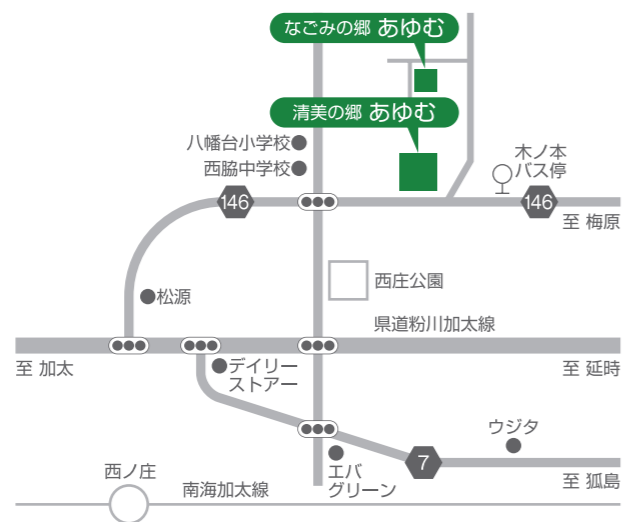 なごみの郷 あゆむ
清美の郷 あゆむ
八幡台小学校
西脇中学校
木ノ本
バス停
146
146
至 梅原
西庄公園
松源
県道粉川加太線
至 加太
デイリー
ストアー
至 延時
ウジタ
エバ
グリーン
7
至 狐島
西ノ庄
南海加太線